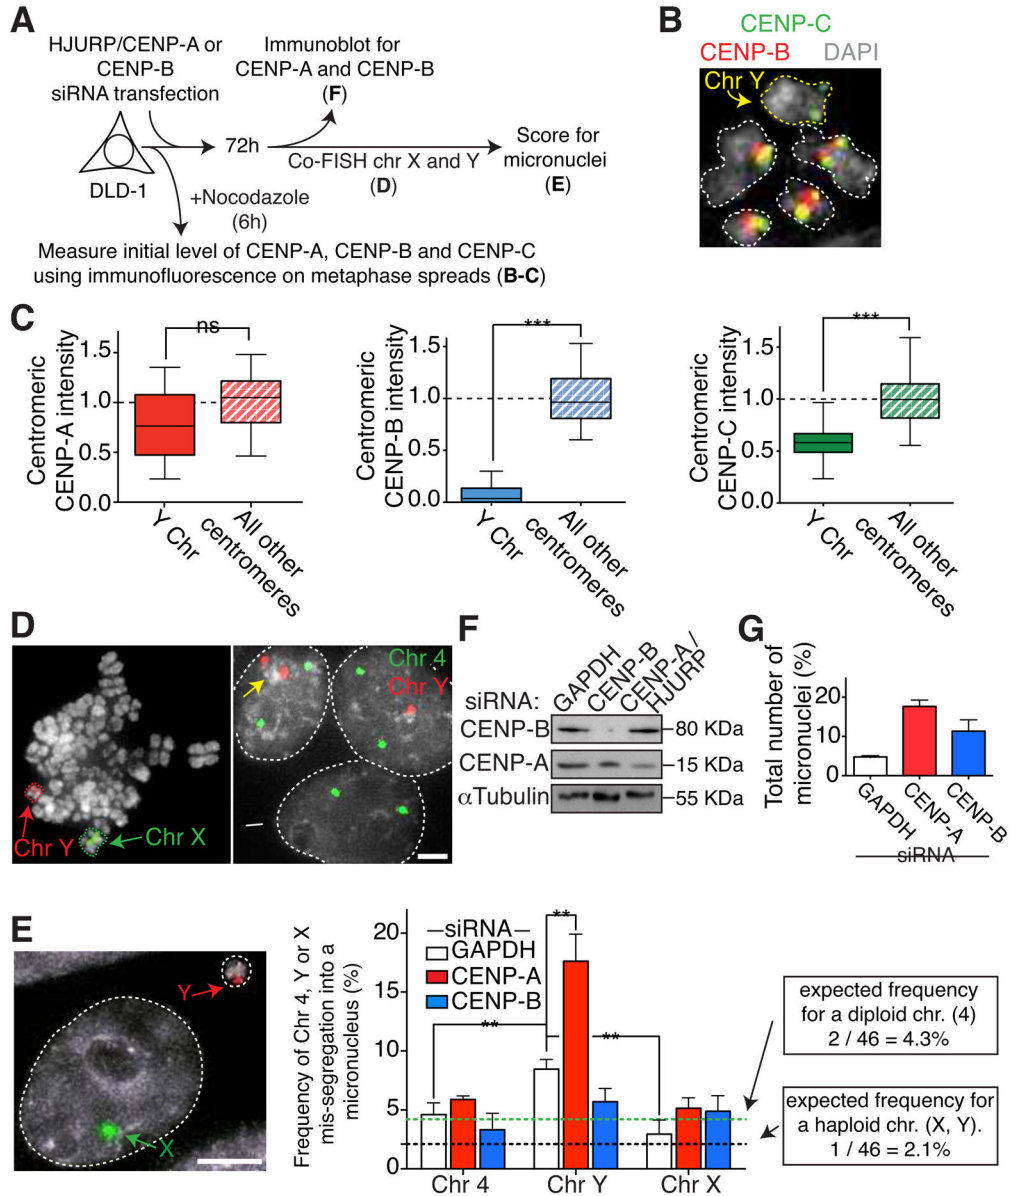 A
HJURP/CENP-A or
CENP-B
siRNA transfection
Immunoblot for
CENP-A and CENP-B
(F)
72h
Co-FISH chr X and Y
(D)
Score for
micronuclei
(E)
DLD-1
+Nocodazole
(6h)
Measure initial level of CENP-A, CENP-B and CENP-C
using immunofluorescence on metaphase spreads (B-C)
B
CENP-C
CENP-B DAPI
Chr Y
C
Centromeric
CENP-A intensity
1.5
1.0
0.5
0.0
ns
Y Chr
All other
centromeres
Centromeric
CENP-B intensity
1.5
1.0
0.5
0.0
***
Y Chr
All other
centromeres
Centromeric
CENP-C intensity
1.5
1.0
0.5
0.0
***
Y Chr
All other
centromeres
D
Chr Y
Chr X
Chr 4
Chr Y
F
siRNA:
GAPDH
CENP-B
CENP-A/
HJURP
CENP-B
80 KDa
CENP-A
15 KDa
αTubulin
55 KDa
G
Total number of
micronuclei (%)
20
10
0
GAPDH
CENP-A
CENP-B
siRNA
E
Y
X
Frequency of Chr 4, Y or X
mis-segregation into a
micronucleus (%)
20
15
10
5
0
siRNA
GAPDH
CENP-A
CENP-B
**
**
**
Chr 4
Chr Y
Chr X
expected frequency
for a diploid chr. (4)
2 / 46 = 4.3%
expected frequency for
a haploid chr. (X, Y).
1 / 46 = 2.1%